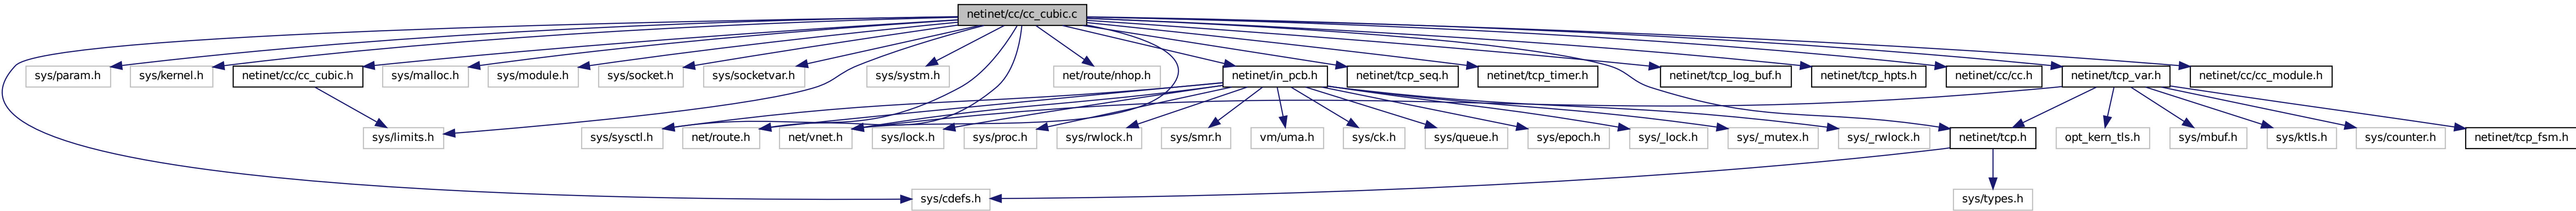 netinet/cc/cc_cubic.c
sys/param.h
sys/kernel.h
netinet/cc/cc_cubic.h
sys/malloc.h
sys/module.h
sys/socket.h
sys/socketvar.h
sys/systm.h
net/route/nhop.h
netinet/in_pcb.h
netinet/tcp_seq.h
netinet/tcp_timer.h
netinet/tcp_log_buf.h
netinet/tcp_hpts.h
netinet/cc/cc.h
netinet/tcp_var.h
netinet/cc/cc_module.h
sys/limits.h
sys/sysctl.h
net/route.h
net/vnet.h
sys/lock.h
sys/proc.h
sys/rwlock.h
sys/smr.h
vm/uma.h
sys/ck.h
sys/queue.h
sys/epoch.h
sys/_lock.h
sys/_mutex.h
sys/_rwlock.h
netinet/tcp.h
opt_kern_tls.h
sys/mbuf.h
sys/ktls.h
sys/counter.h
netinet/tcp_fsm.h
sys/cdefs.h
sys/types.h